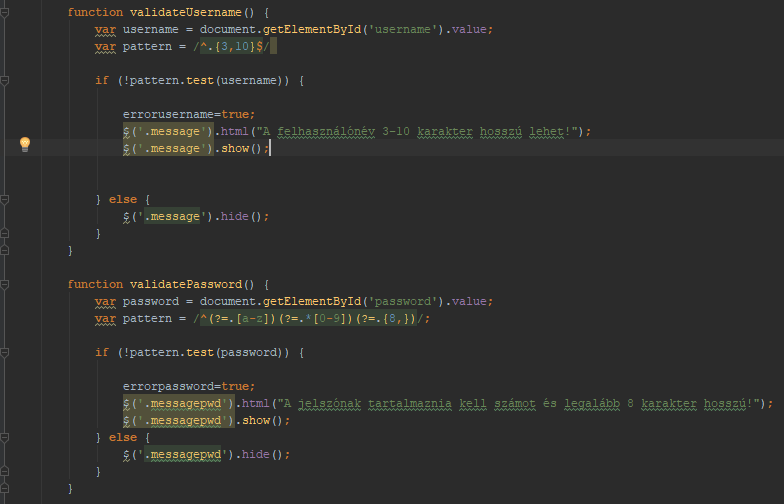 function validateUsername() {
var username = document.getElementById('username').value;
var pattern = /^.{3,10}$/
if (!pattern.test(username)) {
errorusername=true;
$('.message').html("A felhasználónév 3-10 karakter hosszú lehet!");
$('.message').show();
} else {
$('.message').hide();
}
}
function validatePassword() {
var password = document.getElementById('password').value;
var pattern = /^(?=.[a-z])(?=.*[0-9])(?=.{8,})/;
if (!pattern.test(password)) {
errorpassword=true;
$('.messagepwd').html("A jelszónak tartalmaznia kell számot és legalább 8 karakter hosszú!");
$('.messagepwd').show();
} else {
$('.messagepwd').hide();
}
}